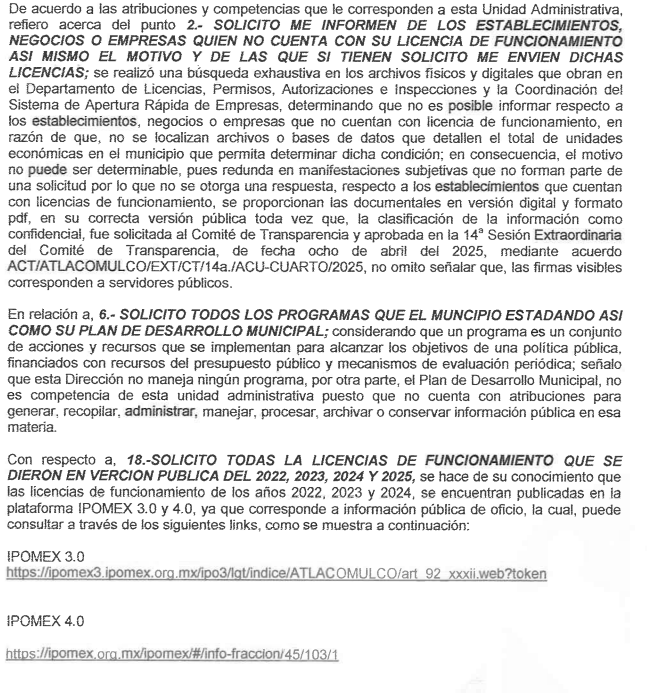 De acuerdo a las atribuciones y competencias que le corresponden a esta Unidad Administrativa,
refiero acerca del punto 2.- SOLICITO ME INFORMEN DE LOS ESTABLECIMIENTOS,
NEGOCIOS O EMPRESAS QUIEN NO CUENTA CON SU LICENCIA DE FUNCIONAMIENTO
ASI MISMO EL MOTIVO Y DE LAS QUE SI TIENEN SOLICITO ME ENVIEN DICHAS
LICENCIAS; se realizó una búsqueda exhaustiva en los archivos físicos y digitales que obran en
el Departamento de Licencias, Permisos, Autorizaciones e Inspecciones y la Coordinación del
Sistema de Apertura Rápida de Empresas, determinando que no es posible informar respecto a
los establecimientos, negocios o empresas que no cuentan con licencia de funcionamiento, en
razón de que, no se localizan archivos o bases de datos que detallen el total de unidades
económicas en el municipio que permita determinar dicha condición; en consecuencia, el motivo
no puede ser determinable, pues redunda en manifestaciones subjetivas que no forman parte de
una solicitud por lo que no se otorga una respuesta, respecto a los establecimientos que cuentan
con licencias de funcionamiento, se proporcionan las documentales en versión digital y formato
pdf, en su correcta versión pública toda vez que, la clasificación de la información como
confidencial, fue solicitada al Comité de Transparencia y aprobada en la 14ª Sesión Extraordinaria
del Comité de Transparencia, de fecha ocho de abril del 2025, mediante acuerdo
ACT/ATLACOMULCO/EXT/CT/14a./ACU-CUARTO/2025, no omito señalar que, las firmas visibles
corresponden a servidores públicos.
En relación a, 6.- SOLICITO TODOS LOS PROGRAMAS QUE EL MUNCIPIO ESTADANDO ASI
COMO SU PLAN DE DESARROLLO MUNICIPAL; considerando que un programa es un conjunto
de acciones y recursos que se implementan para alcanzar los objetivos de una política pública,
financiados con recursos del presupuesto público y mecanismos de evaluación periódica; señalo
que esta Dirección no maneja ningún programa, por otra parte, el Plan de Desarrollo Municipal, no
es competencia de esta unidad administrativa puesto que no cuenta con atribuciones para
generar, recopilar, administrar, manejar, procesar, archivar o conservar información pública en esa
materia.
Con respecto a, 18.-SOLICITO TODAS LA LICENCIAS DE FUNCIONAMIENTO QUE SE
DIERON EN VERCION PUBLICA DEL 2022, 2023, 2024 Y 2025, se hace de su conocimiento que
las licencias de funcionamiento de los años 2022, 2023 y 2024, se encuentran publicadas en la
plataforma IPOMEX 3.0 y 4.0, ya que corresponde a información pública de oficio, la cual, puede
consultar a través de los siguientes links, como se muestra a continuación:
IPOMEX 3.0
https://ipomex3.ipomex.org.mx/ipo3/lgt/indice/ATLACOMULCO/art_92_xxxii.web?token
IPOMEX 4.0
https://ipomex.org.mx/ipomex/#/info-fraccion/45/103/1